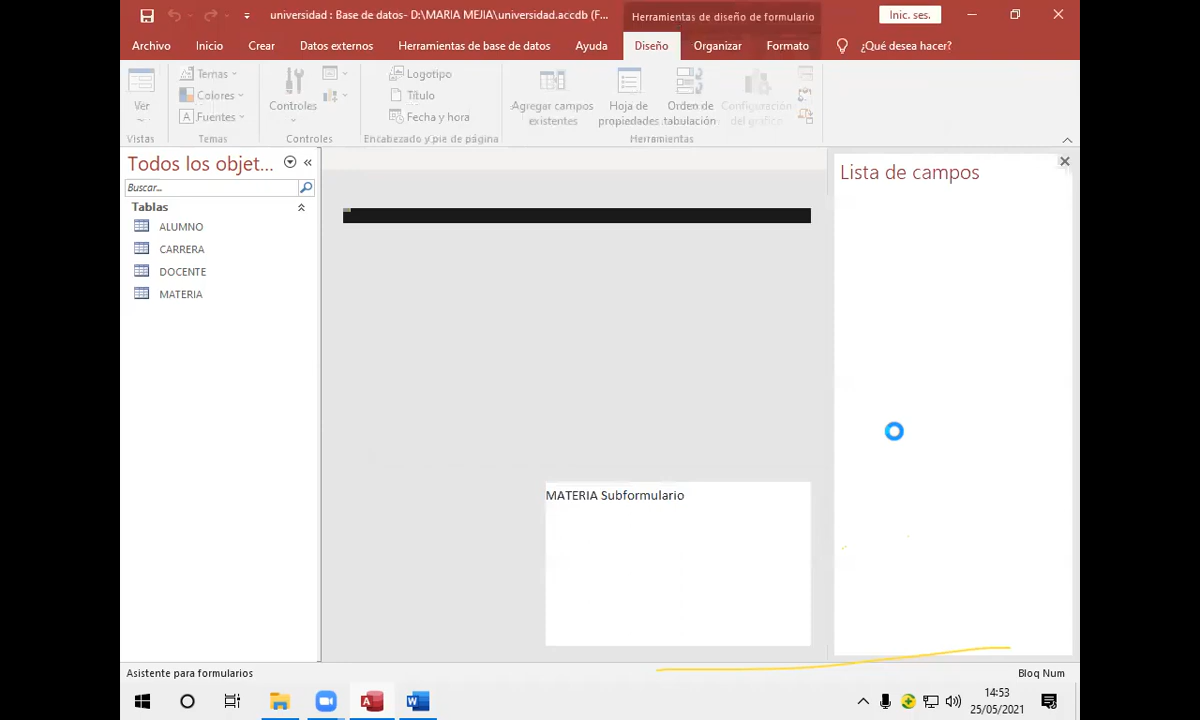 universidad : Base de datos- D:\MARIA MEJIA\universidad.accdb (F...
Herramientas de diseño de formulario
Inic. ses.
Archivo Inicio Crear Datos externos Herramientas de base de datos Ayuda Diseño Organizar Formato ¿Qué desea hacer?
Ver
Vistas
Temas
Colores
A Fuentes
Temas
Controles
Controles
Logotipo
Título
Fecha y hora
Encabezado y pie de página
Agregar campos
existentes
Hoja de
propiedades
Orden de
tabulación
Configuración
del gráfico
Herramientas
Todos los objet... «
Buscar...
Tablas
ALUMNO
CARRERA
DOCENTE
MATERIA
MATERIA Subformulario
Lista de campos
Asistente para formularios
Bloq Num
14:53
25/05/2021